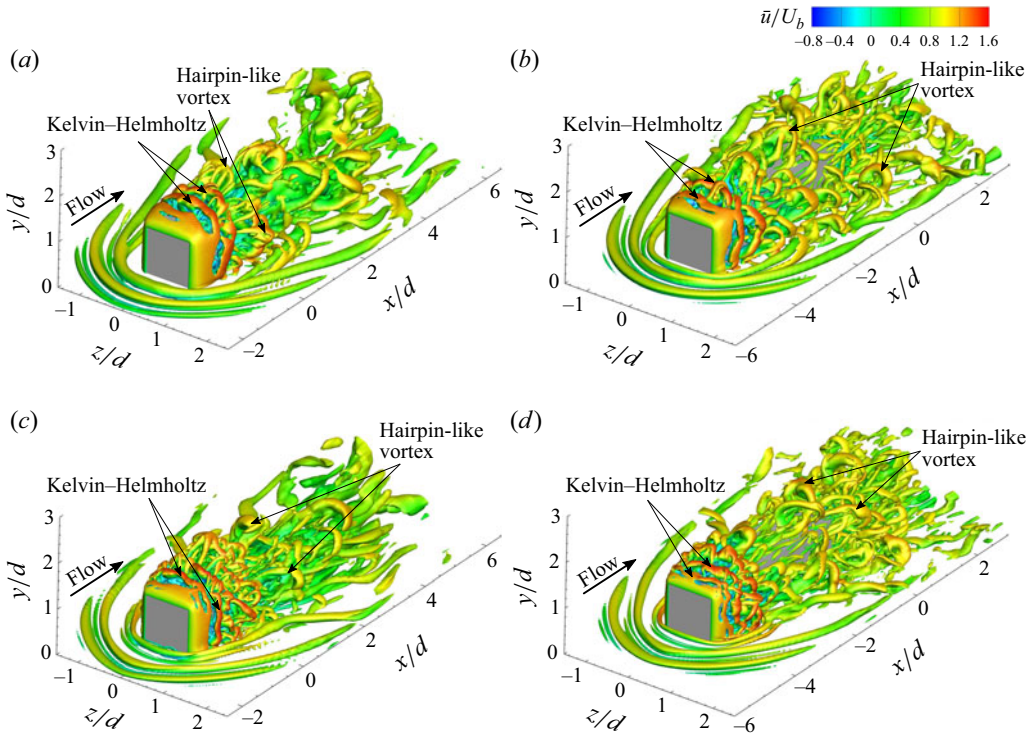 ū/U_b
−0.8 −0.4 0 0.4 0.8 1.2 1.6
(a)
Hairpin-like
vortex
Kelvin–Helmholtz
Flow
y/d
3
2
1
0
−1
0
1
2
z/d
−2
0
2
4
6
x/d
(b)
Hairpin-like
vortex
Kelvin–Helmholtz
Flow
y/d
3
2
1
0
−1
0
1
2
z/d
−6
−4
−2
0
2
x/d
(c)
Hairpin-like
vortex
Kelvin–Helmholtz
Flow
y/d
3
2
1
0
−1
0
1
2
z/d
−2
0
2
4
6
x/d
(d)
Hairpin-like
vortex
Kelvin–Helmholtz
Flow
y/d
3
2
1
0
−1
0
1
2
z/d
−6
−4
−2
0
2
x/d